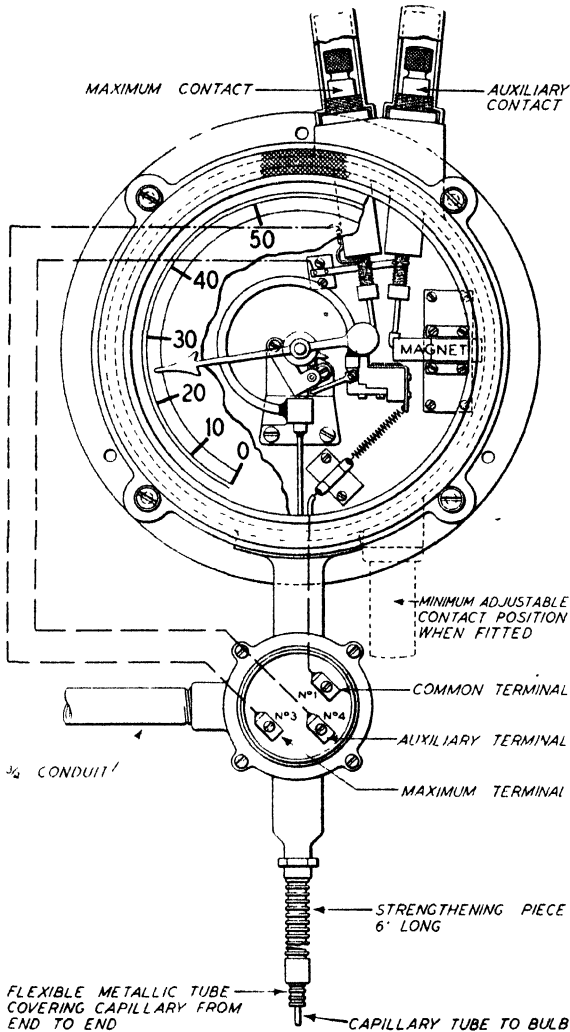 MAXIMUM CONTACT
AUXILIARY
CONTACT
50
40
30
20
10
0
MAGNET
MINIMUM ADJUSTABLE
CONTACT POSITION
WHEN FITTED
Nº1
COMMON TERMINAL
Nº3
Nº4
AUXILIARY TERMINAL
¾ CONDUIT
MAXIMUM TERMINAL
STRENGTHENING PIECE
6' LONG
FLEXIBLE METALLIC TUBE
COVERING CAPILLARY FROM
END TO END
CAPILLARY TUBE TO BULB